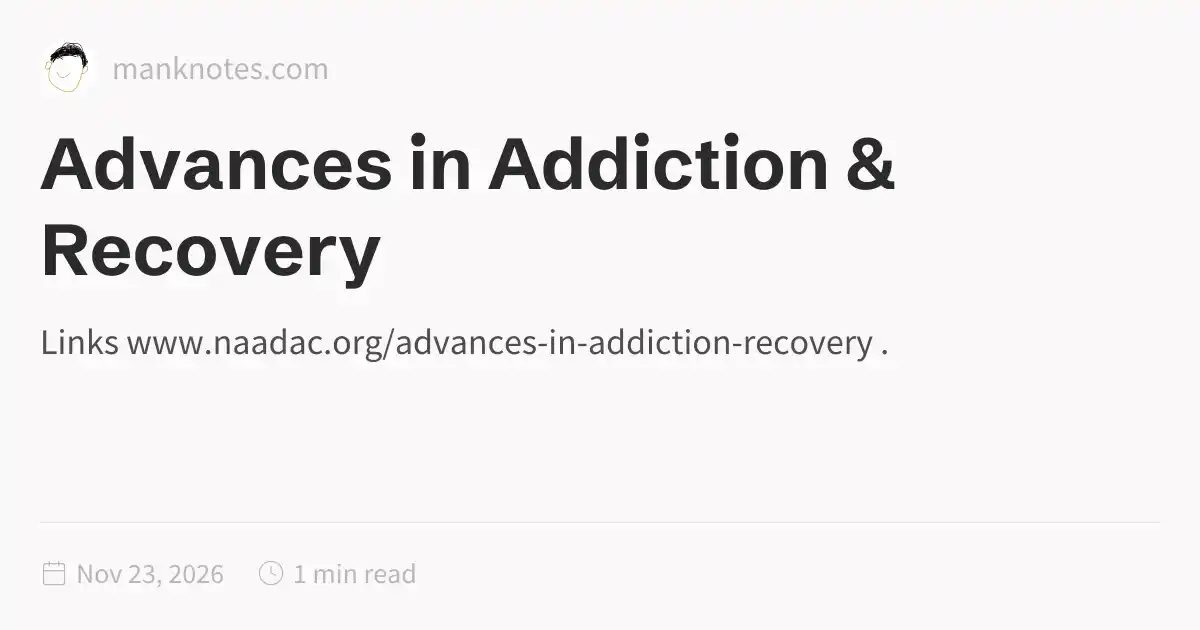 manknotes.com
Advances in Addiction &
Recovery
Links www.naadac.org/advances-in-addiction-recovery .
Nov 23, 2026
1 min read